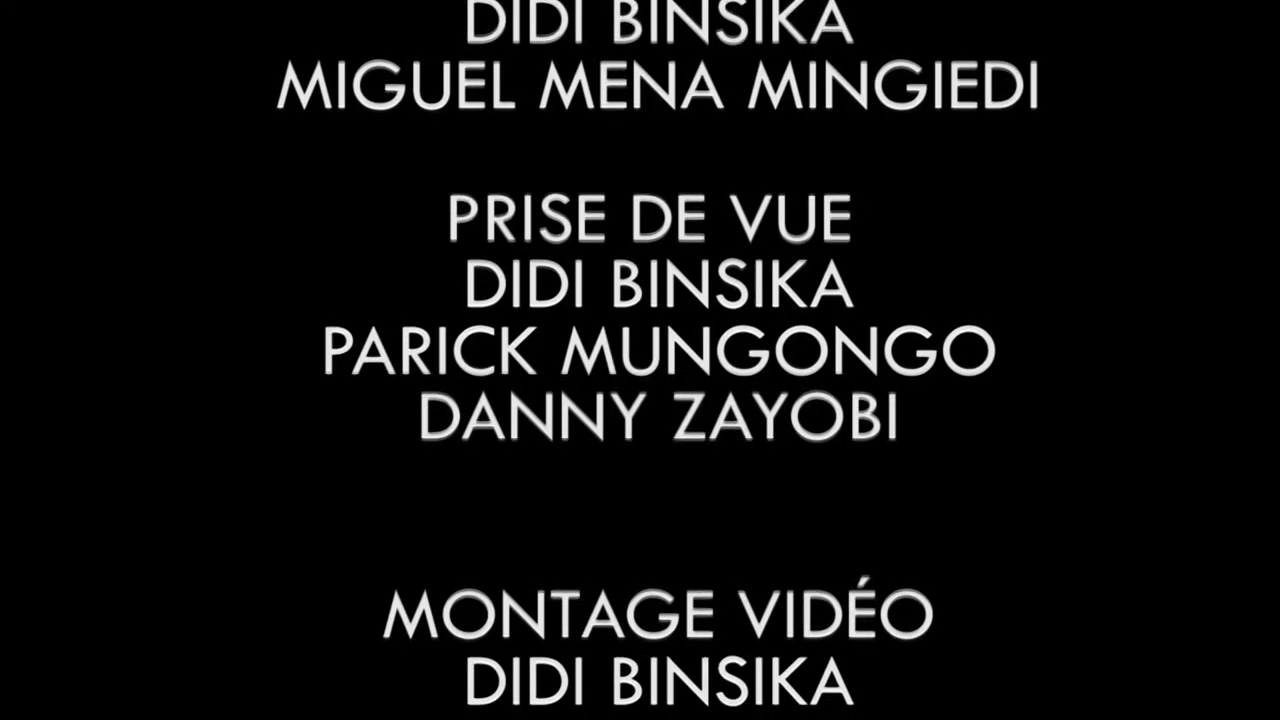 DIDI BINSIKA
MIGUEL MENA MINGIEDI
PRISE DE VUE
DIDI BINSIKA
PARICK MUNGONGO
DANNY ZAYOBI
MONTAGE VIDÉO
DIDI BINSIKA